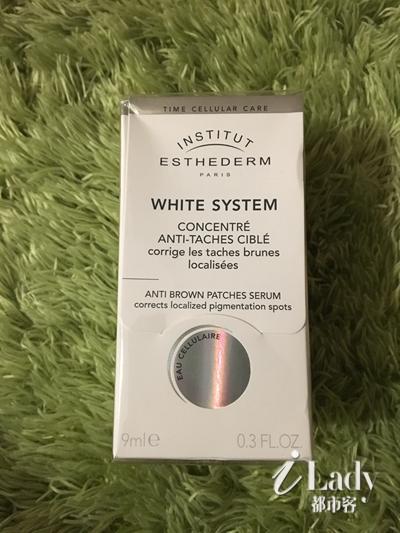 TIME CELLULAR CARE
INSTITUT
ESTHEDERM
PARIS
WHITE SYSTEM
CONCENTRÉ
ANTI-TACHES CIBLÉ
corrige les taches brunes
localisées
ANTI BROWN PATCHES SERUM
corrects localized pigmentation spots
EAU CELLULAIRE
9ml e 0.3 FL.OZ.
iLady
都市客